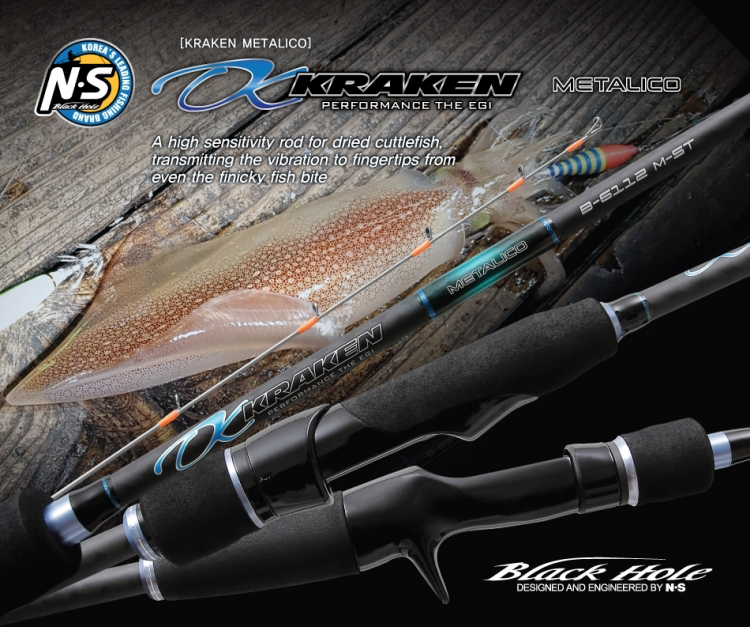 [KRAKEN METALICO]
KOREA'S LEADING FISHING BRAND
N·S
Black Hole
KRAKEN
PERFORMANCE THE EGI
METALICO
A high sensitivity rod for dried cuttlefish,
transmitting the vibration to fingertips from
even the finicky fish bite
B-6112 M-ST
METALICO
KRAKEN
PERFORMANCE THE EGI
Black Hole
DESIGNED AND ENGINEERED BY N·S